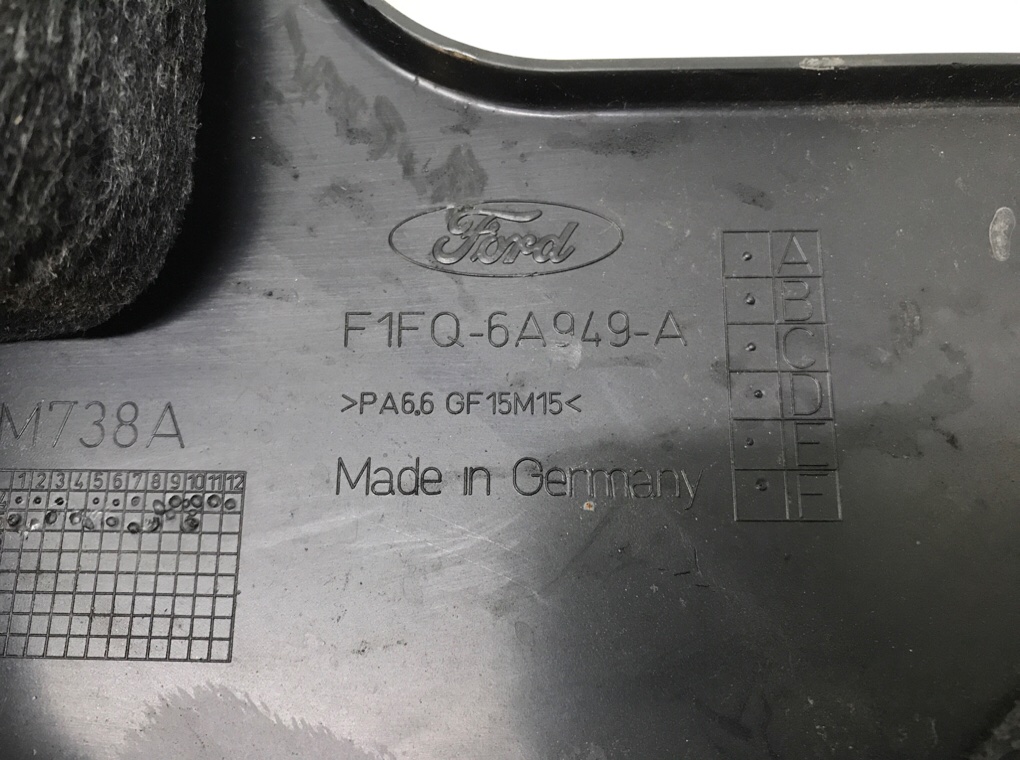 Ford
F1FQ-6A949-A
>PA6.6 GF15M15<
Made in Germany
M738A
1 2 3 4 5 6 7 8 9 10 11 12
A
B
C
D
E
F